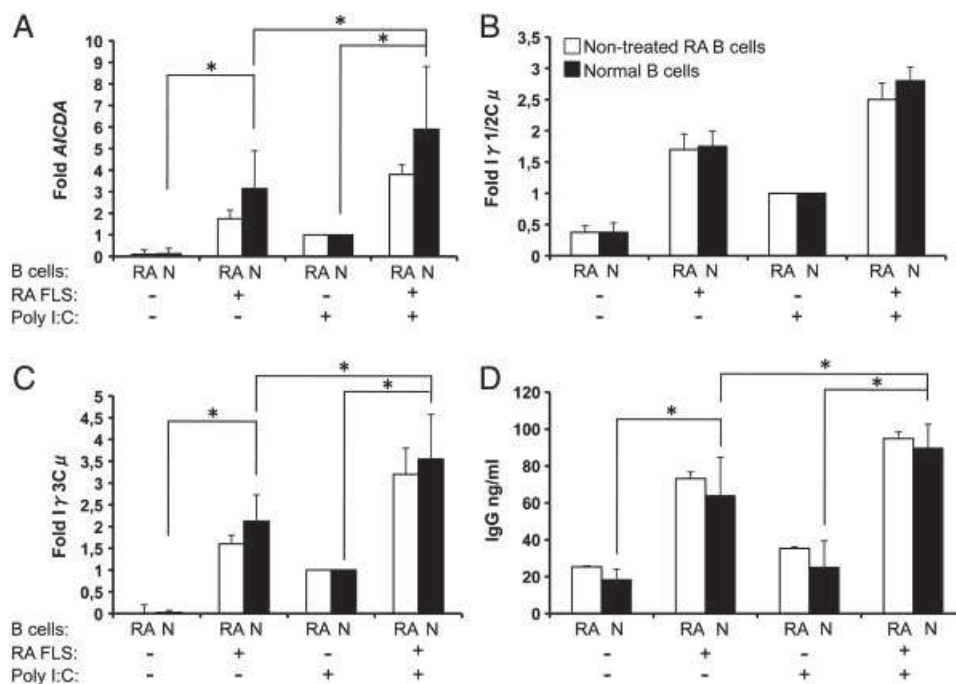 A
Fold AICDA
10
9
8
7
6
5
4
3
2
1
0
*
*
*
B cells: RA N RA N RA N RA N
RA FLS: - + - +
Poly I:C: - - + +
B
Non-treated RA B cells
Normal B cells
Fold I γ 1/2C μ
3,5
3
2,5
2
1,5
1
0,5
0
RA N RA N RA N RA N
- + - +
- - + +
C
Fold I γ 3C μ
5
4,5
4
3,5
3
2,5
2
1,5
1
0,5
0
*
*
*
B cells: RA N RA N RA N RA N
RA FLS: - + - +
Poly I:C: - - + +
D
IgG ng/ml
120
100
80
60
40
20
0
*
*
*
RA N RA N RA N RA N
- + - +
- - + +